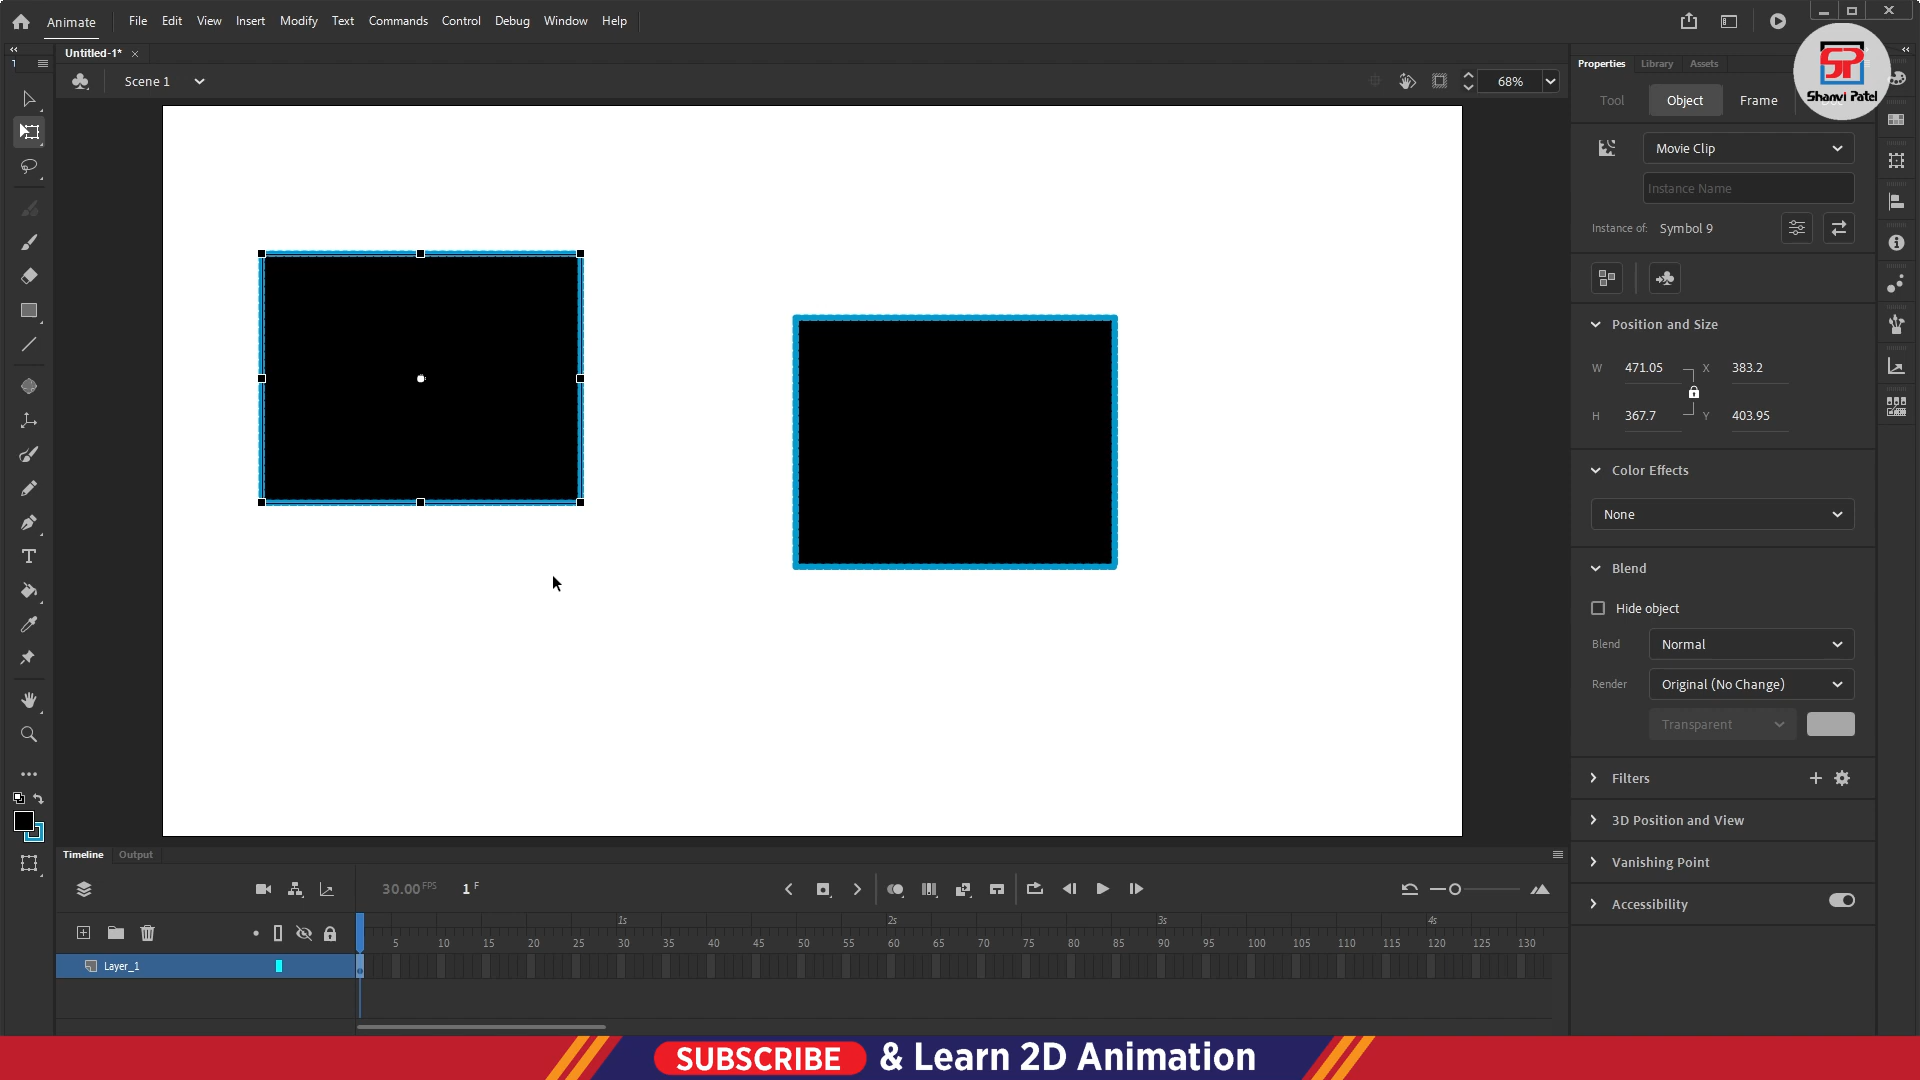 Animate File Edit View Insert Modify Text Commands Control Debug Window Help
Untitled-1*
Scene 1
68%
Properties Library Assets
SP
Shanvi Patel
Tool Object Frame
Movie Clip
Instance Name
Instance of: Symbol 9
Position and Size
W 471.05 X 383.2
H 367.7 Y 403.95
Color Effects
None
Blend
Hide object
Blend Normal
Render Original (No Change)
Transparent
Filters
3D Position and View
Vanishing Point
Accessibility
Timeline Output
30.00 FPS 1 F
1s 2s 3s 4s
5 10 15 20 25 30 35 40 45 50 55 60 65 70 75 80 85 90 95 100 105 110 115 120 125 130
Layer_1
SUBSCRIBE & Learn 2D Animation